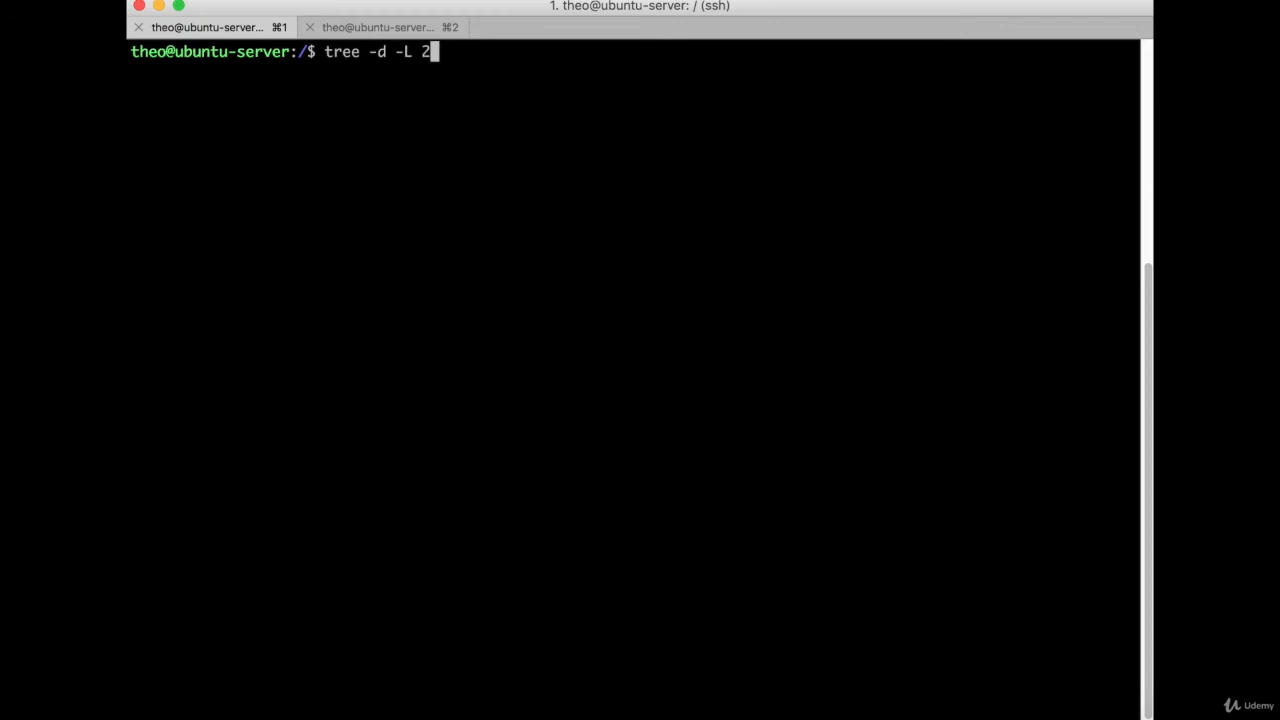 1. theo@ubuntu-server: / (ssh)
theo@ubuntu-server... ⌘1 theo@ubuntu-server... ⌘2
theo@ubuntu-server:/$ tree -d -L 2
Udemy